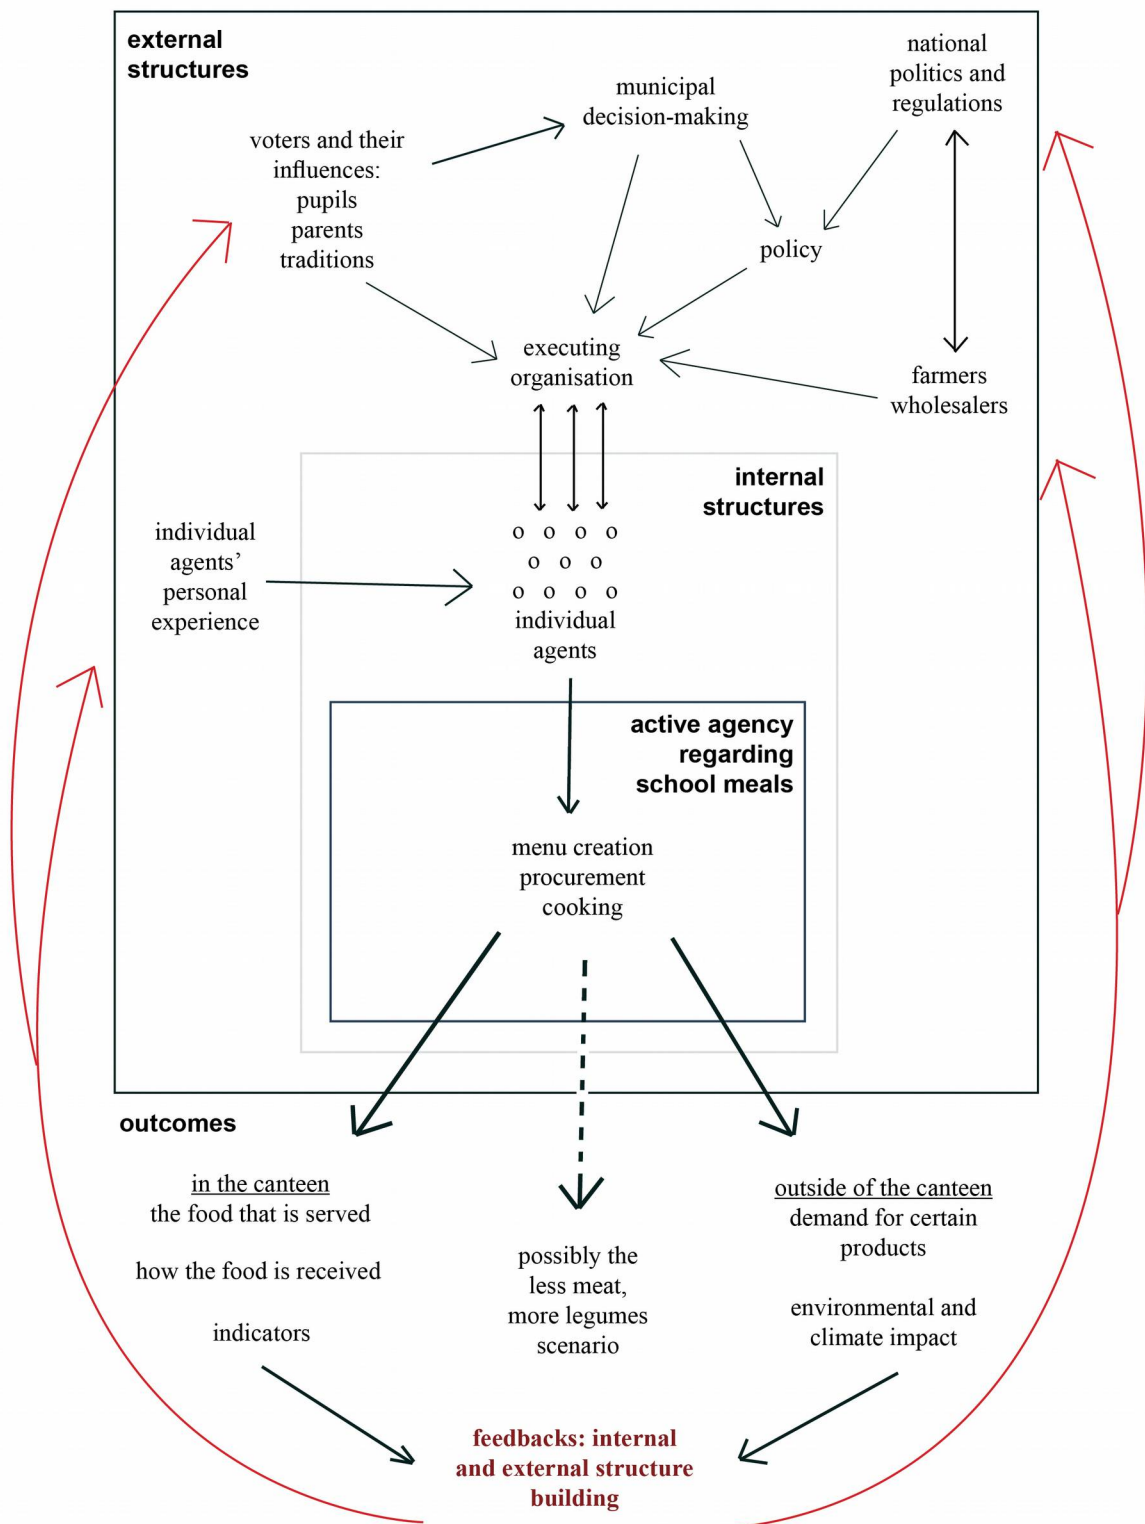 external
structures
national
politics and
regulations
municipal
decision-making
voters and their
influences:
pupils
parents
traditions
policy
executing
organisation
farmers
wholesalers
internal
structures
individual
agents’
personal
experience
o o o o
o o o
o o o o
individual
agents
active agency
regarding
school meals
menu creation
procurement
cooking
outcomes
in the canteen
the food that is served
how the food is received
indicators
possibly the
less meat,
more legumes
scenario
outside of the canteen
demand for certain
products
environmental and
climate impact
feedbacks: internal
and external structure
building